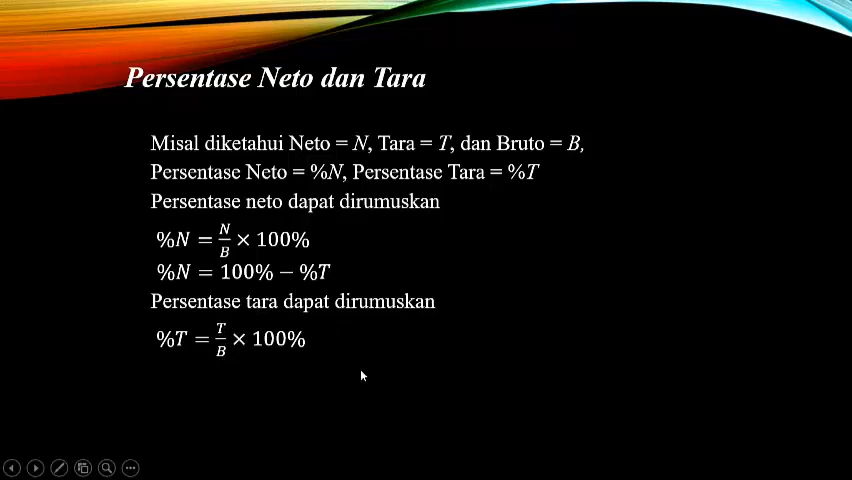 Persentase Neto dan Tara
Misal diketahui Neto = N, Tara = T, dan Bruto = B,
Persentase Neto = %N, Persentase Tara = %T
Persentase neto dapat dirumuskan
%N = N/B × 100%
%N = 100% − %T
Persentase tara dapat dirumuskan
%T = T/B × 100%